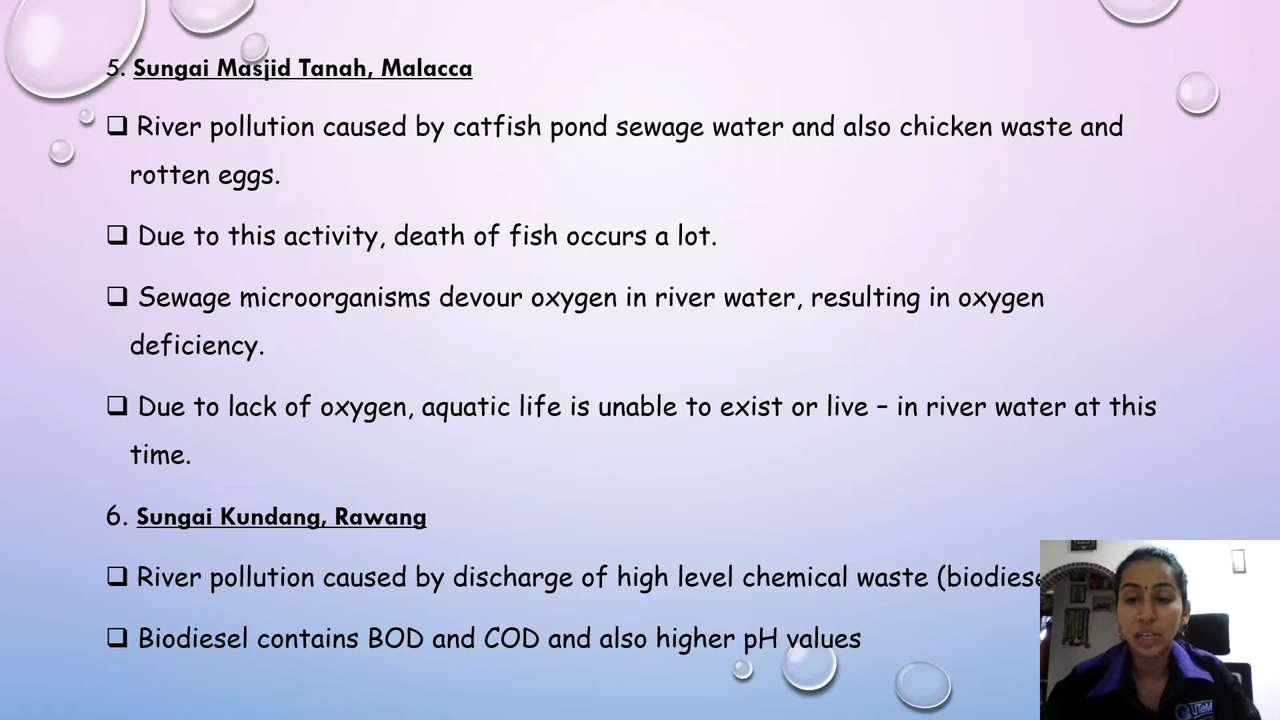 5. Sungai Masjid Tanah, Malacca
❑ River pollution caused by catfish pond sewage water and also chicken waste and
rotten eggs.
❑ Due to this activity, death of fish occurs a lot.
❑ Sewage microorganisms devour oxygen in river water, resulting in oxygen
deficiency.
❑ Due to lack of oxygen, aquatic life is unable to exist or live – in river water at this
time.
6. Sungai Kundang, Rawang
❑ River pollution caused by discharge of high level chemical waste (biodiese
❑ Biodiesel contains BOD and COD and also higher pH values
UTeM